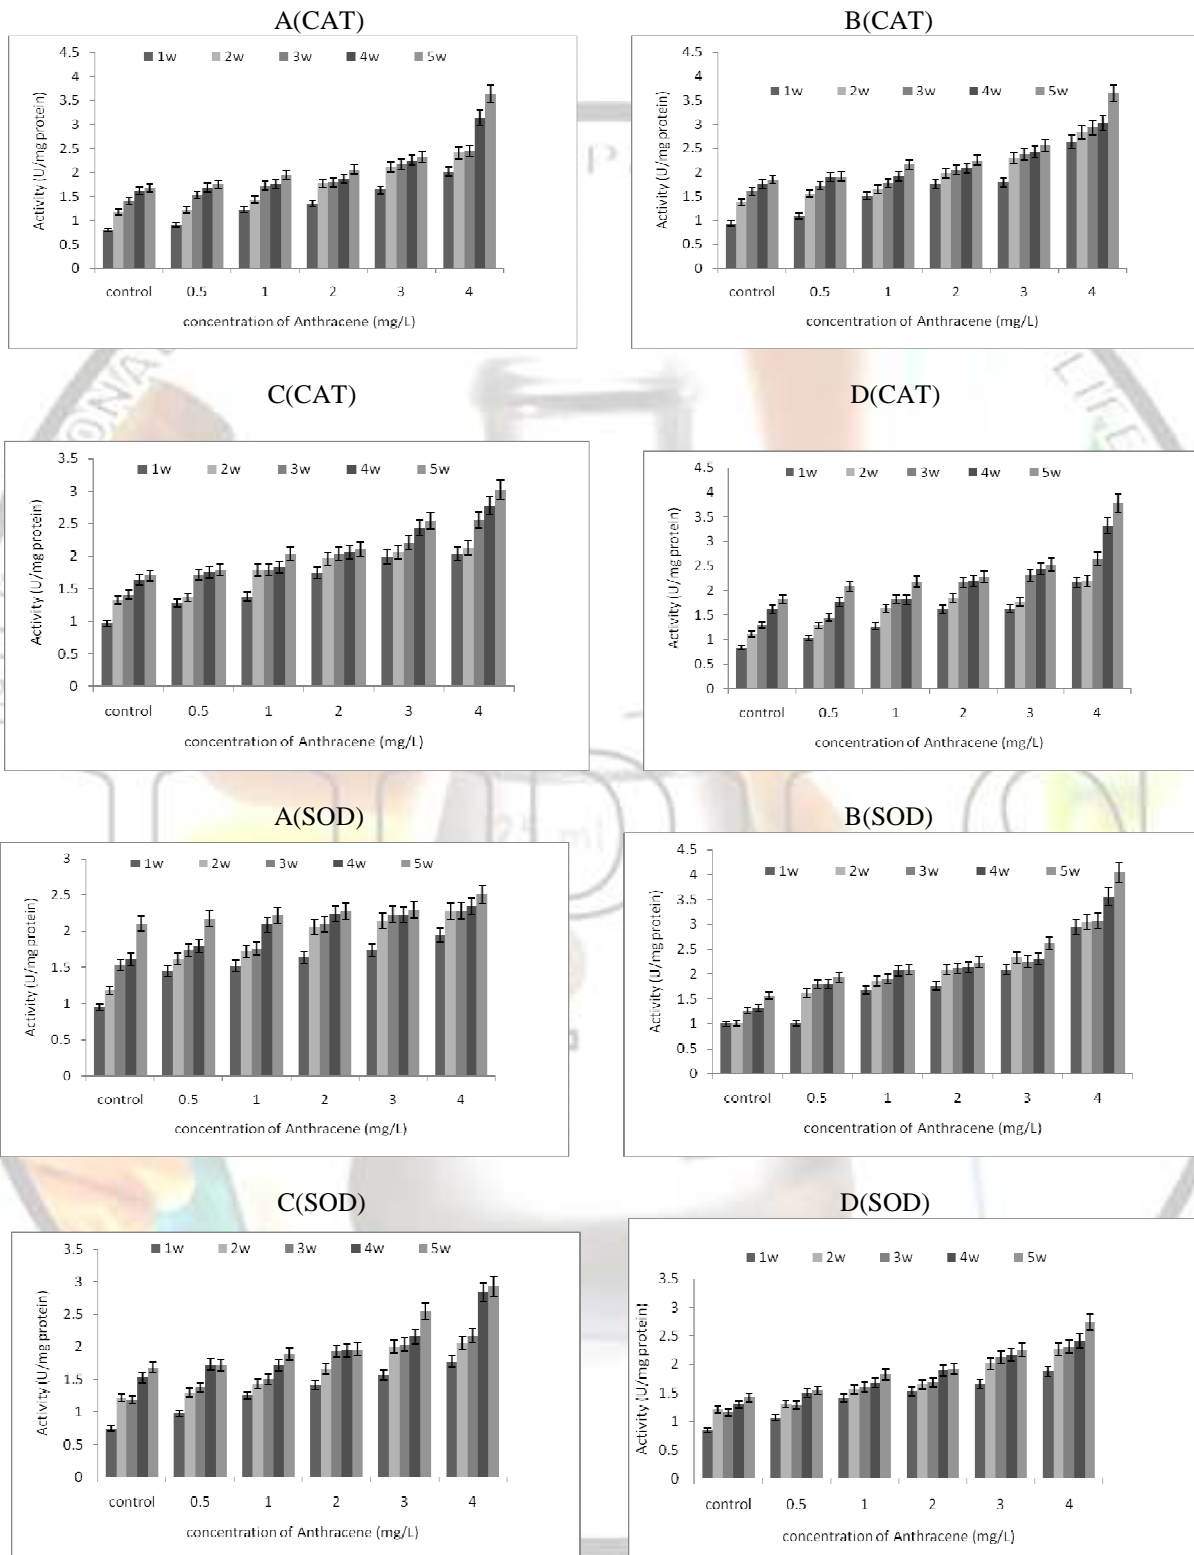 A(CAT)
4.5
4
3.5
3
2.5
2
1.5
1
0.5
0
Activity (U/mg protein)
1w 2w 3w 4w 5w
control 0.5 1 2 3 4
concentration of Anthracene (mg/L)
B(CAT)
4.5
4
3.5
3
2.5
2
1.5
1
0.5
0
Activity (U/mg protein)
1w 2w 3w 4w 5w
control 0.5 1 2 3 4
concentration of Anthracene (mg/L)
C(CAT)
3.5
3
2.5
2
1.5
1
0.5
0
Activity (U/mg protein)
1w 2w 3w 4w 5w
control 0.5 1 2 3 4
concentration of Anthracene (mg/L)
D(CAT)
4.5
4
3.5
3
2.5
2
1.5
1
0.5
0
Activity (U/mg protein)
1w 2w 3w 4w 5w
control 0.5 1 2 3 4
concentration of Anthracene (mg/L)
A(SOD)
3
2.5
2
1.5
1
0.5
0
Activity (U/mg protein)
1w 2w 3w 4w 5w
control 0.5 1 2 3 4
concentration of Anthracene (mg/L)
B(SOD)
4.5
4
3.5
3
2.5
2
1.5
1
0.5
0
Activity (U/mg protein)
1w 2w 3w 4w 5w
control 0.5 1 2 3 4
concentration of Anthracene (mg/L)
C(SOD)
3.5
3
2.5
2
1.5
1
0.5
0
Activity (U/mg protein)
1w 2w 3w 4w 5w
control 0.5 1 2 3 4
concentration of Anthracene (mg/L)
D(SOD)
3.5
3
2.5
2
1.5
1
0.5
0
Activity (U/mg protein)
1w 2w 3w 4w 5w
control 0.5 1 2 3 4
concentration of Anthracene (mg/L)
25 ml
LIFE